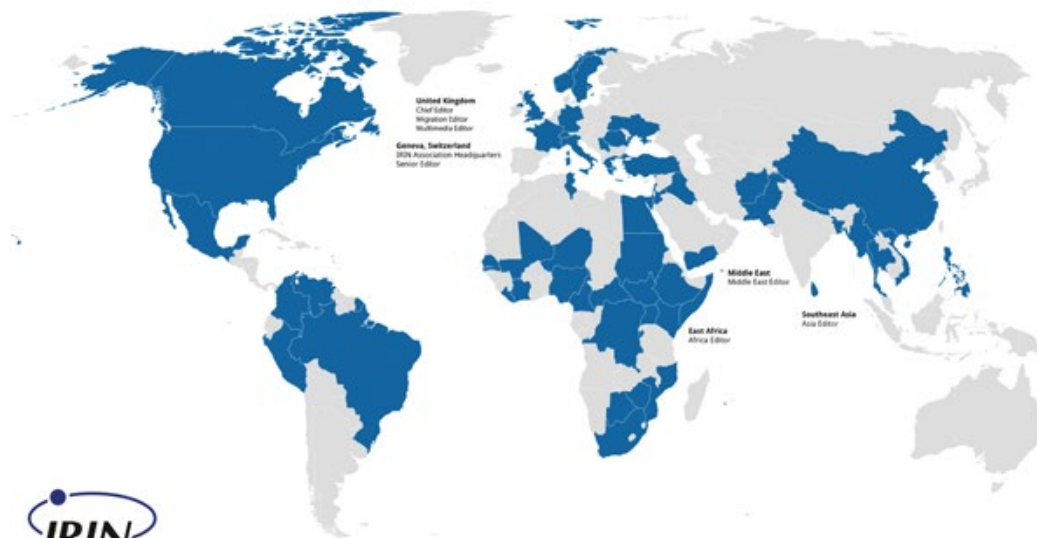 United Kingdom
Chief Editor
Migration Editor
Multimedia Editor
Geneva, Switzerland
IRIN Association Headquarters
Senior Editor
Middle East
Middle East Editor
Southeast Asia
Asia Editor
East Africa
Africa Editor
IRIN